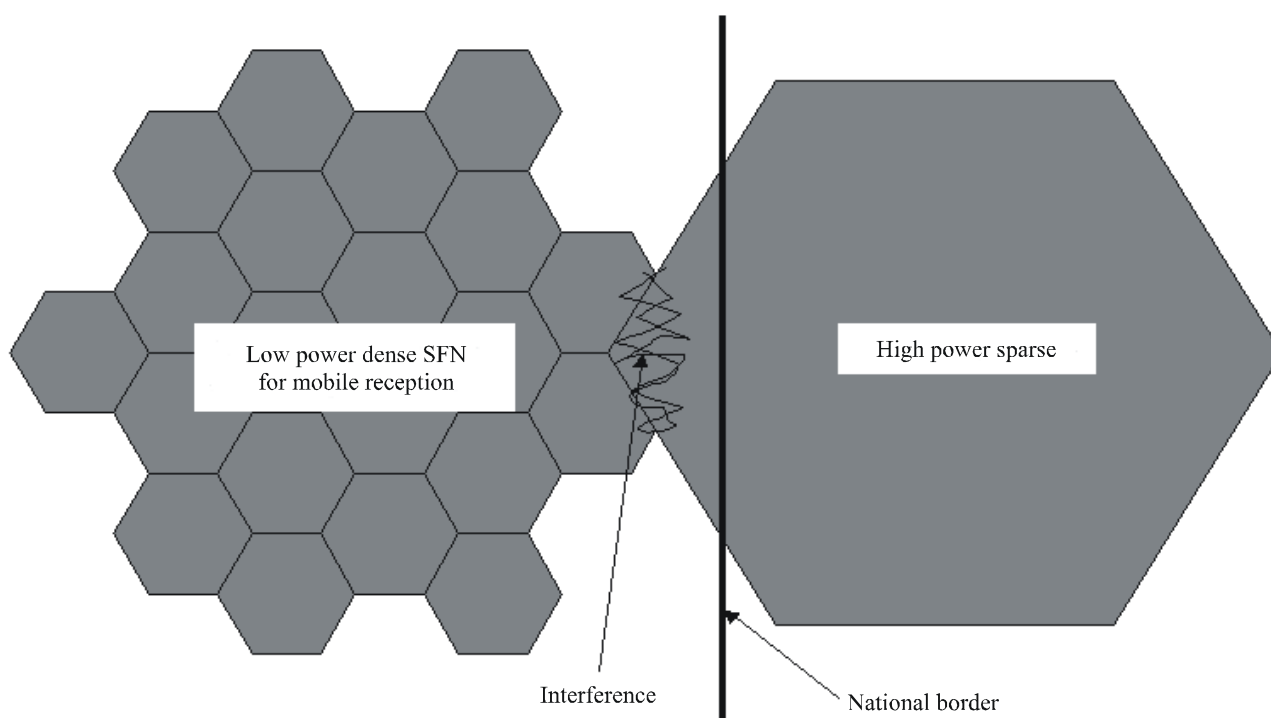 Low power dense SFN
for mobile reception
High power sparse
Interference
National border